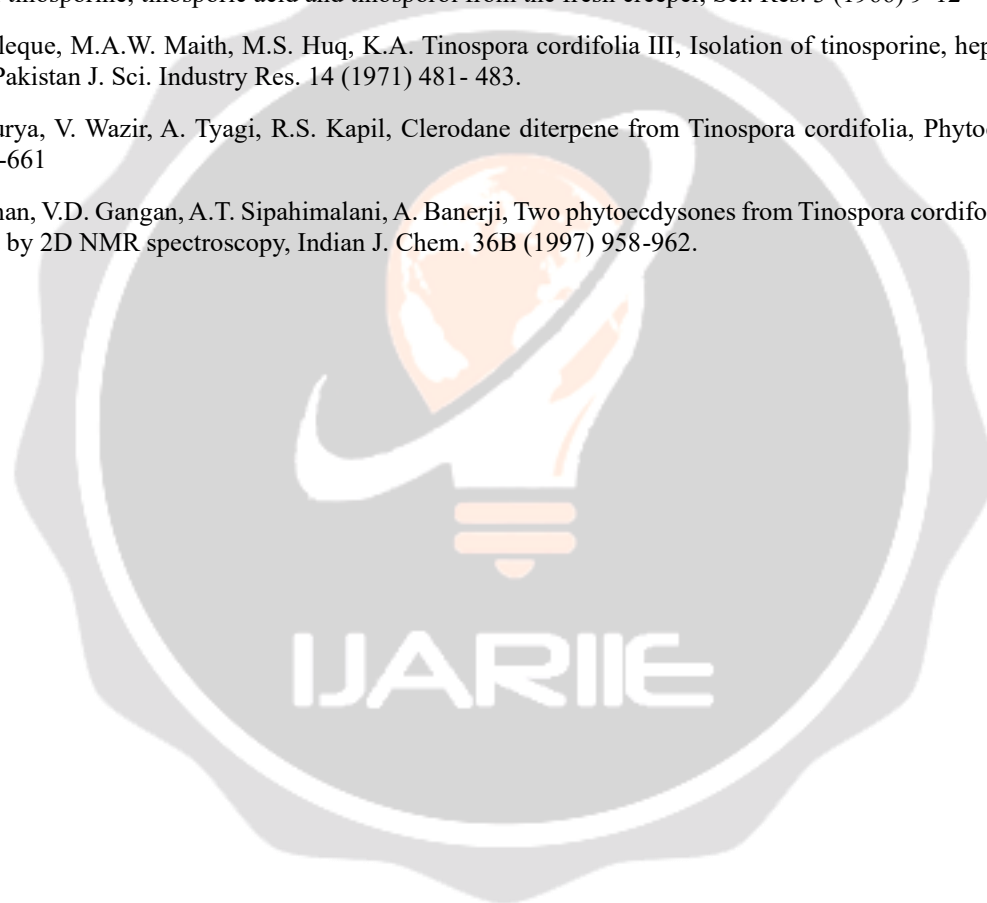 tinosporine, tinosporic acid and tinosporol from the fresh creeper, Sci. Res. 3 (1966) 9-12
leque, M.A.W. Maith, M.S. Huq, K.A. Tinospora cordifolia III, Isolation of tinosporine, hep
Pakistan J. Sci. Industry Res. 14 (1971) 481- 483.
urya, V. Wazir, A. Tyagi, R.S. Kapil, Clerodane diterpene from Tinospora cordifolia, Phytoc
-661
nan, V.D. Gangan, A.T. Sipahimalani, A. Banerji, Two phytoecdysones from Tinospora cordifo
by 2D NMR spectroscopy, Indian J. Chem. 36B (1997) 958-962.
IJARIIE